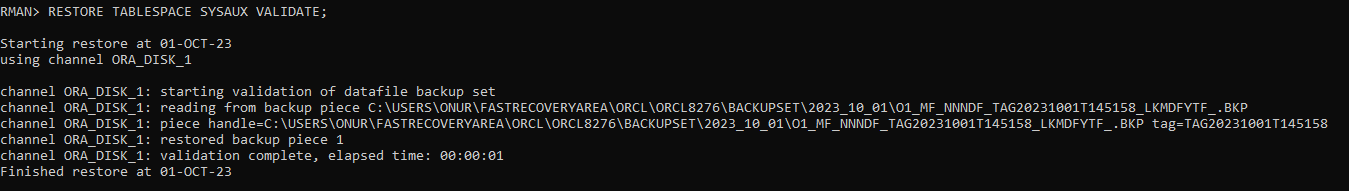 RMAN> RESTORE TABLESPACE SYSAUX VALIDATE;
Starting restore at 01-OCT-23
using channel ORA_DISK_1
channel ORA_DISK_1: starting validation of datafile backup set
channel ORA_DISK_1: reading from backup piece C:\USERS\ONUR\FASTRECOVERYAREA\ORCL\ORCL8276\BACKUPSET\2023_10_01\O1_MF_NNNDF_TAG20231001T145158_LKMDFYTF_.BKP
channel ORA_DISK_1: piece handle=C:\USERS\ONUR\FASTRECOVERYAREA\ORCL\ORCL8276\BACKUPSET\2023_10_01\O1_MF_NNNDF_TAG20231001T145158_LKMDFYTF_.BKP tag=TAG20231001T145158
channel ORA_DISK_1: restored backup piece 1
channel ORA_DISK_1: validation complete, elapsed time: 00:00:01
Finished restore at 01-OCT-23